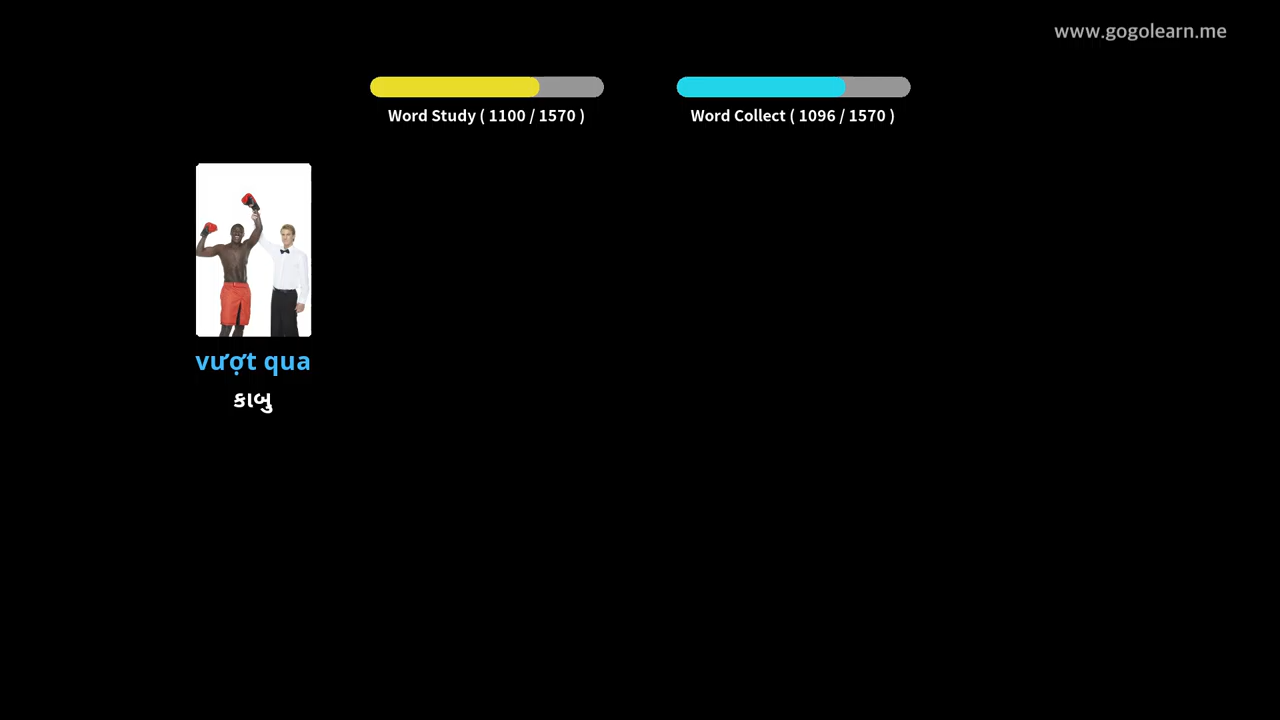 www.gogolearn.me
Word Study ( 1100 / 1570 )
Word Collect ( 1096 / 1570 )
vượt qua
કાબુ